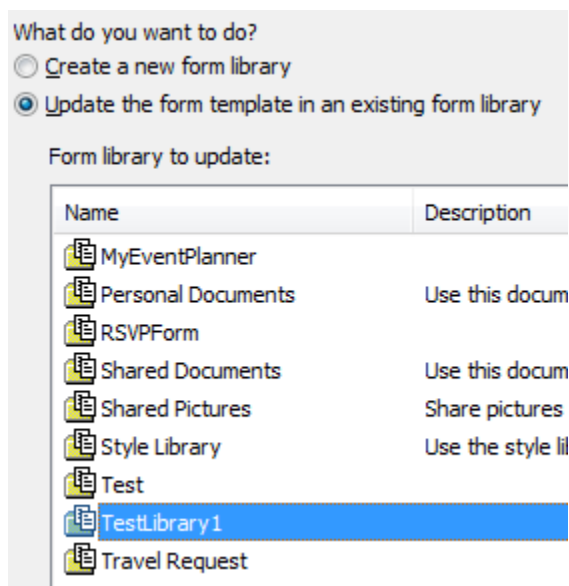 What do you want to do?
Create a new form library
Update the form template in an existing form library
Form library to update:
Name Description
MyEventPlanner
Personal Documents Use this docum
RSVPForm
Shared Documents Use this docum
Shared Pictures Share pictures
Style Library Use the style li
Test
TestLibrary1
Travel Request